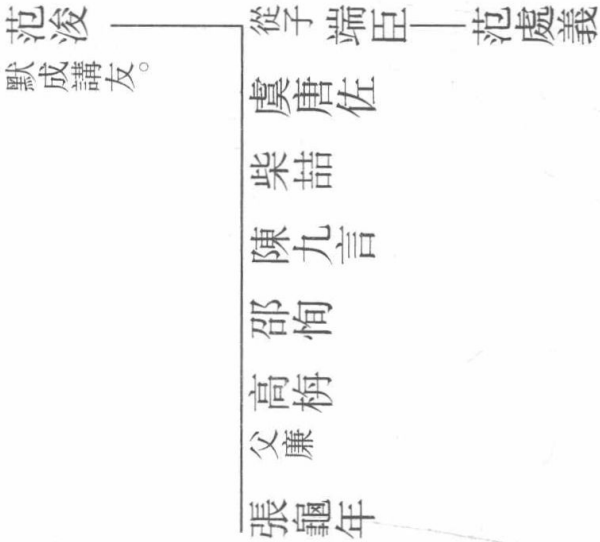 范浚
默成講友。
從子 端臣
范處義
虞唐佐
柴喆
陳九言
邵恂
高栴
父廉
張龜年